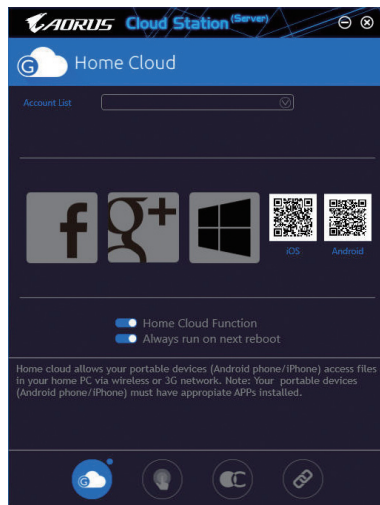 AORUS Cloud Station (Server)
G Home Cloud
Account List
f g+
iOS Android
Home Cloud Function
Always run on next reboot
Home cloud allows your portable devices (Android phone/iPhone) access files
in your home PC via wireless or 3G network. Note: Your portable devices
(Android phone/iPhone) must have appropiate APPs installed.
G